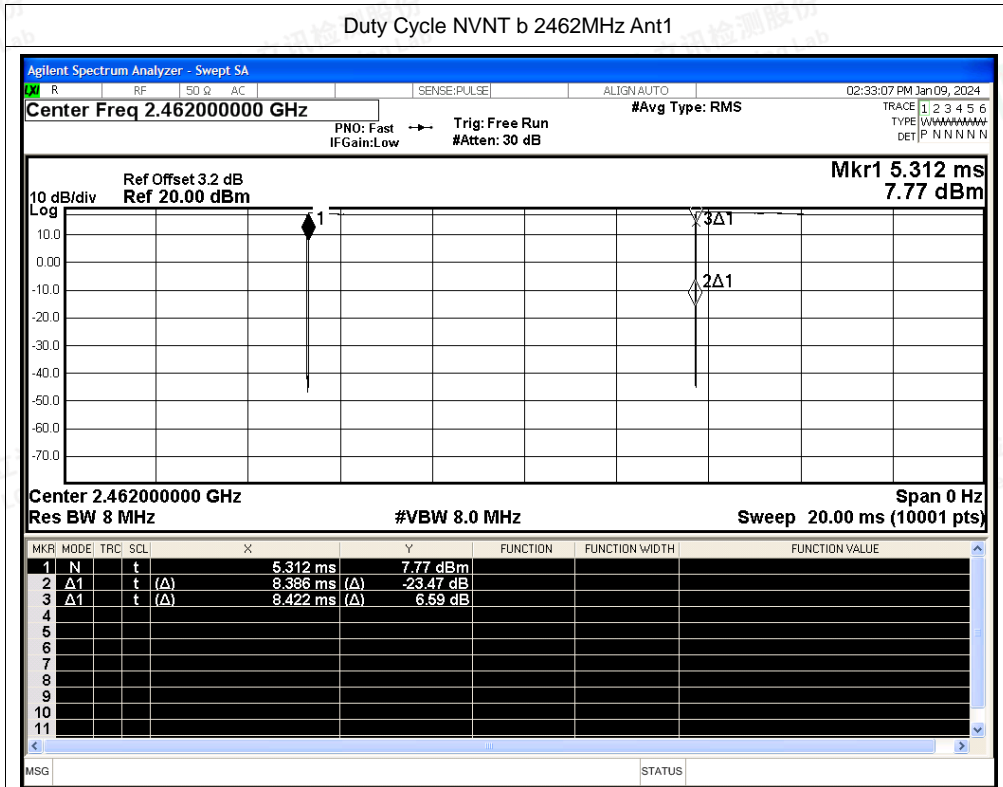 Duty Cycle NVNT b 2462MHz Ant1
Agilent Spectrum Analyzer - Swept SA
LXI R RF 50 Ω AC SENSE:PULSE ALIGN AUTO 02:33:07 PM Jan 09, 2024
Center Freq 2.462000000 GHz #Avg Type: RMS TRACE 1 2 3 4 5 6
PNO: Fast Trig: Free Run TYPE WWWWWW
IFGain:Low #Atten: 30 dB DET P N N N N N
Mkr1 5.312 ms
Ref Offset 3.2 dB
10 dB/div Ref 20.00 dBm 7.77 dBm
Log
1 3Δ1
10.0
0.00
2Δ1
-10.0
-20.0
-30.0
-40.0
-50.0
-60.0
-70.0
Center 2.462000000 GHz Span 0 Hz
Res BW 8 MHz #VBW 8.0 MHz Sweep 20.00 ms (10001 pts)
MKR MODE TRC SCL X Y FUNCTION FUNCTION WIDTH FUNCTION VALUE
1 N t 5.312 ms 7.77 dBm
2 Δ1 t (Δ) 8.386 ms (Δ) -23.47 dB
3 Δ1 t (Δ) 8.422 ms (Δ) 6.59 dB
4
5
6
7
8
9
10
11
MSG STATUS